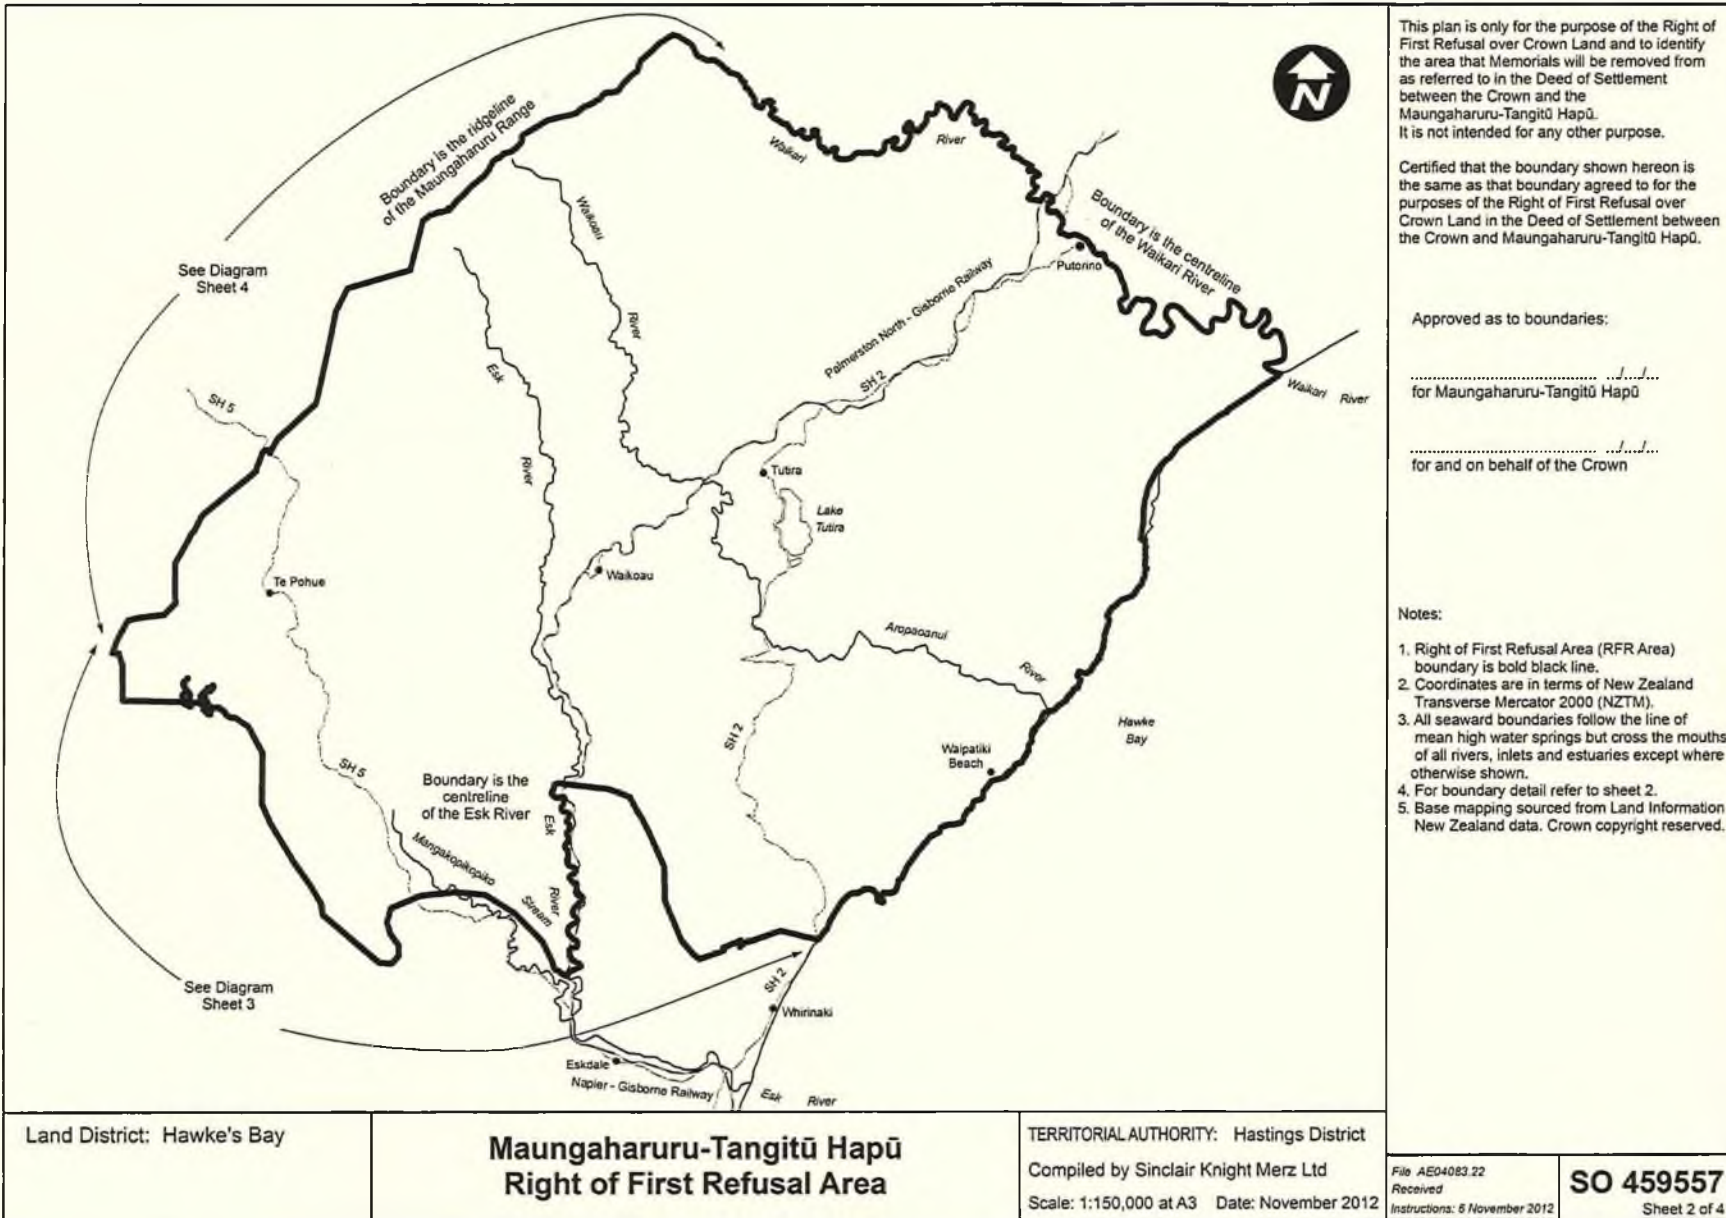 N
Boundary is the ridgeline
of the Maungaharuru Range
Waikari
River
Boundary is the centreline
of the Waikari River
Waikoau
River
See Diagram
Sheet 4
Putorino
Palmerston North - Gisborne Railway
SH 2
Esk
River
Waikari River
SH 5
Tutira
Lake
Tutira
Te Pohue
Waikoau
Aropaoanui
River
Hawke
Bay
SH 2
Waipatiki
Beach
SH 5
Boundary is the
centreline
of the Esk River
Esk
River
Mangakopikopiko
Stream
See Diagram
Sheet 3
SH 2
Whirinaki
Eskdale
Napier - Gisborne Railway
Esk River
This plan is only for the purpose of the Right of
First Refusal over Crown Land and to identify
the area that Memorials will be removed from
as referred to in the Deed of Settlement
between the Crown and the
Maungaharuru-Tangitū Hapū.
It is not intended for any other purpose.
Certified that the boundary shown hereon is
the same as that boundary agreed to for the
purposes of the Right of First Refusal over
Crown Land in the Deed of Settlement between
the Crown and Maungaharuru-Tangitū Hapū.
Approved as to boundaries:
............................................ .../.../...
for Maungaharuru-Tangitū Hapū
............................................ .../.../...
for and on behalf of the Crown
Notes:
1. Right of First Refusal Area (RFR Area)
boundary is bold black line.
2. Coordinates are in terms of New Zealand
Transverse Mercator 2000 (NZTM).
3. All seaward boundaries follow the line of
mean high water springs but cross the mouths
of all rivers, inlets and estuaries except where
otherwise shown.
4. For boundary detail refer to sheet 2.
5. Base mapping sourced from Land Information
New Zealand data. Crown copyright reserved.
Land District: Hawke's Bay
Maungaharuru-Tangitū Hapū
Right of First Refusal Area
TERRITORIAL AUTHORITY: Hastings District
Compiled by Sinclair Knight Merz Ltd
Scale: 1:150,000 at A3 Date: November 2012
File AE04083.22
Received
Instructions: 6 November 2012
SO 459557
Sheet 2 of 4